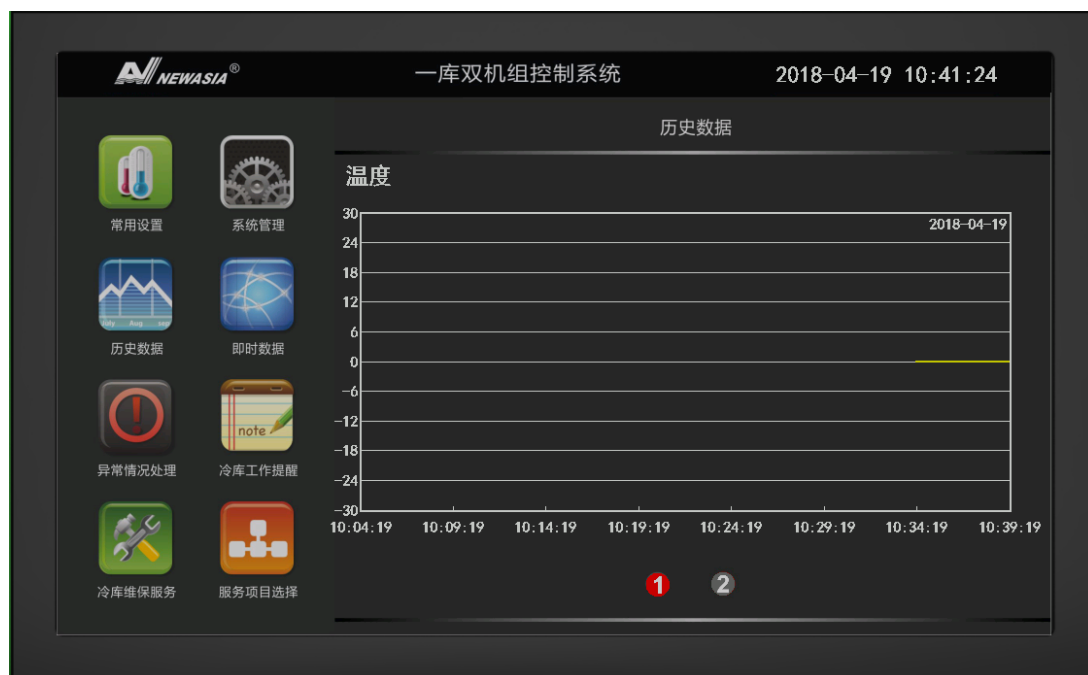 NEWASIA®
一库双机组控制系统
2018-04-19 10:41:24
历史数据
常用设置
系统管理
July Aug sep
历史数据
即时数据
异常情况处理
note
冷库工作提醒
冷库维保服务
服务项目选择
温度
2018-04-19
30
24
18
12
6
0
-6
-12
-18
-24
-30
10:04:19 10:09:19 10:14:19 10:19:19 10:24:19 10:29:19 10:34:19 10:39:19
1 2